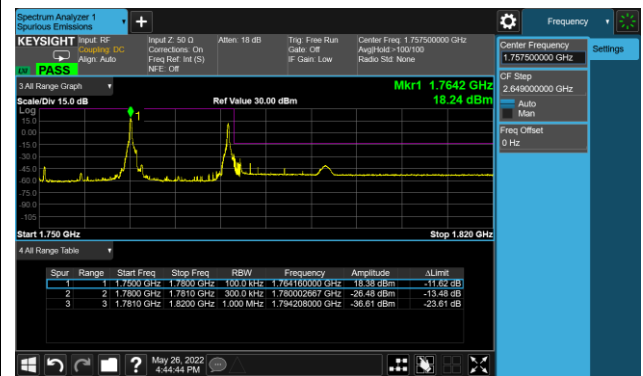 Spectrum Analyzer 1
Spurious Emissions
Frequency
KEYSIGHT Input: RF Input Z: 50 Ω Atten: 18 dB Trig: Free Run Center Freq: 1.757500000 GHz
Coupling: DC Corrections: On Gate: Off Avg|Hold:>100/100
Align: Auto Freq Ref: Int (S) IF Gain: Low Radio Std: None
NFE: Off
PASS
Center Frequency
1.757500000 GHz
Settings
CF Step
2.649000000 GHz
Auto
Man
Freq Offset
0 Hz
3 All Range Graph
Mkr1 1.7642 GHz
Scale/Div 15.0 dB Ref Value 30.00 dBm 18.24 dBm
Log
15.0
0.00
-15.0
-30.0
-45.0
-60.0
-75.0
-90.0
-105
1
Start 1.750 GHz Stop 1.820 GHz
4 All Range Table
Spur Range Start Freq Stop Freq RBW Frequency Amplitude ΔLimit
1 1 1.7500 GHz 1.7800 GHz 100.0 kHz 1.764160000 GHz 18.38 dBm -11.62 dB
2 2 1.7800 GHz 1.7810 GHz 300.0 kHz 1.780002667 GHz -26.48 dBm -13.48 dB
3 3 1.7810 GHz 1.8200 GHz 1.000 MHz 1.794208000 GHz -36.61 dBm -23.61 dB
May 26, 2022
4:44:44 PM